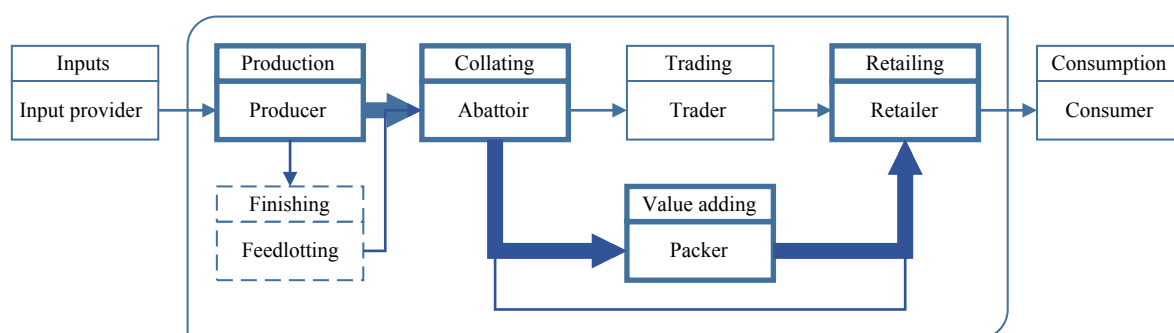 Inputs
Input provider
Production
Producer
Collating
Abattoir
Trading
Trader
Retailing
Retailer
Consumption
Consumer
Finishing
Feedlotting
Value adding
Packer